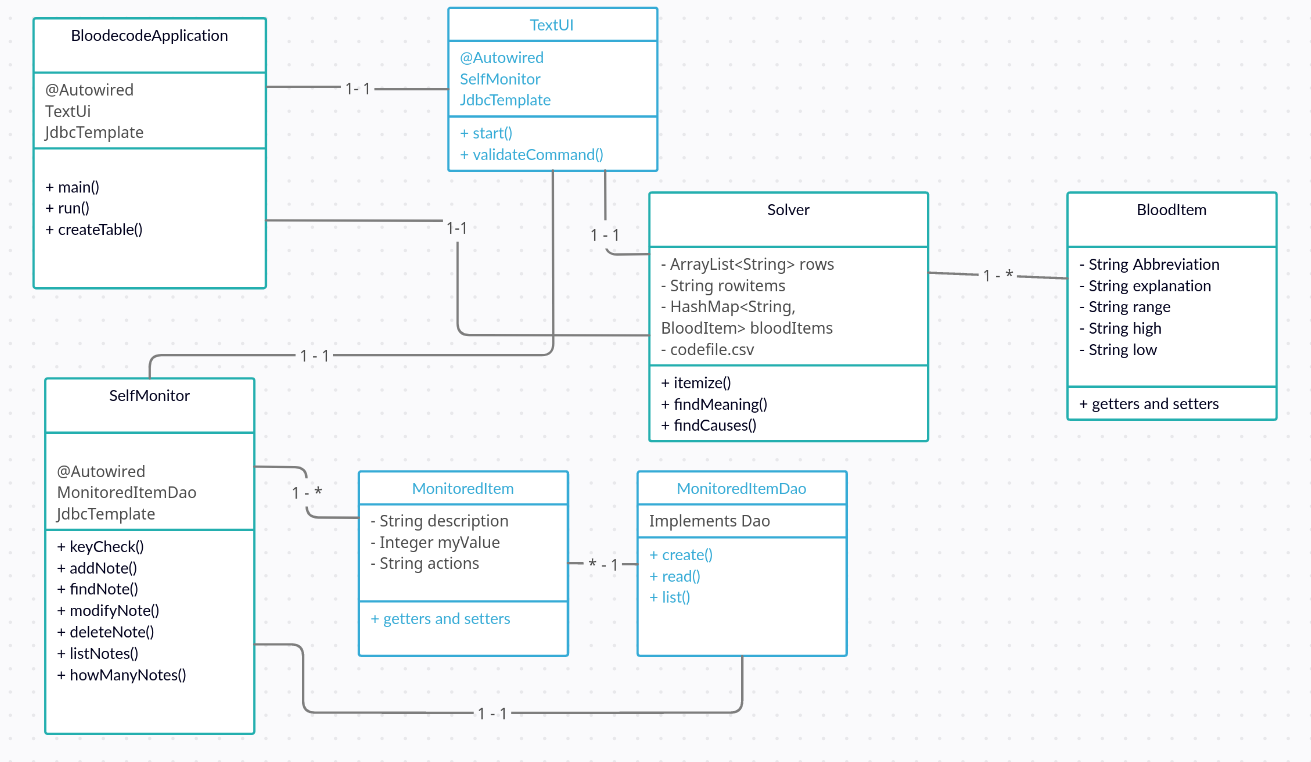 BloodecodeApplication
@Autowired
TextUi
JdbcTemplate
+ main()
+ run()
+ createTable()
1- 1
TextUI
@Autowired
SelfMonitor
JdbcTemplate
+ start()
+ validateCommand()
1-1
1 - 1
Solver
- ArrayList<String> rows
- String rowitems
- HashMap<String,
BloodItem> bloodItems
- codefile.csv
+ itemize()
+ findMeaning()
+ findCauses()
1 - *
BloodItem
- String Abbreviation
- String explanation
- String range
- String high
- String low
+ getters and setters
1 - 1
SelfMonitor
@Autowired
MonitoredItemDao
JdbcTemplate
+ keyCheck()
+ addNote()
+ findNote()
+ modifyNote()
+ deleteNote()
+ listNotes()
+ howManyNotes()
1 - *
MonitoredItem
- String description
- Integer myValue
- String actions
+ getters and setters
* - 1
MonitoredItemDao
Implements Dao
+ create()
+ read()
+ list()
1 - 1